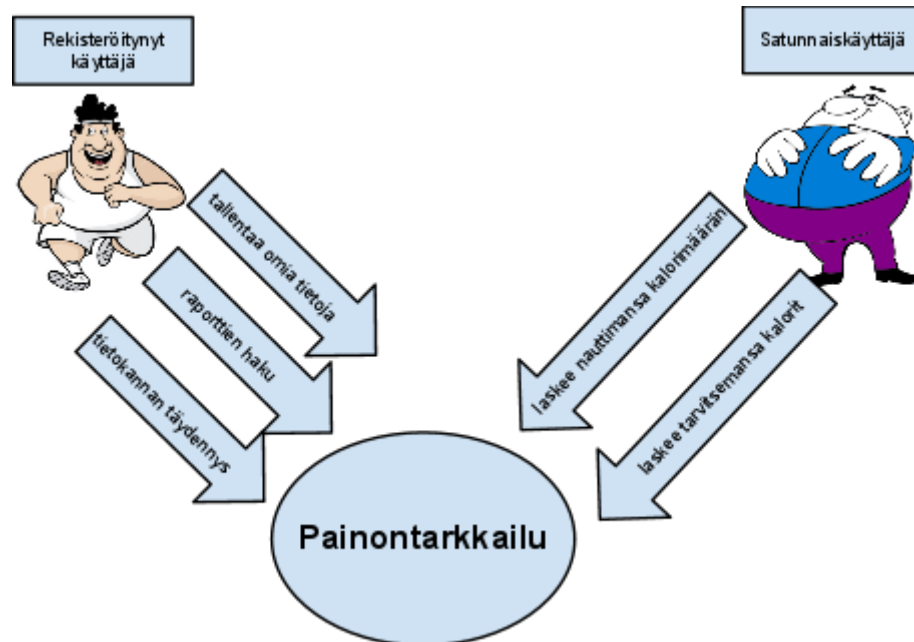 Rekisteröitynyt
käyttäjä
Satunnaiskäyttäjä
tallentaa omia tietoja
raporttien haku
tietokannan täydennys
laskee nauttimansa kalorimäärän
laskee tarvitsemansa kalorit
Painontarkkailu